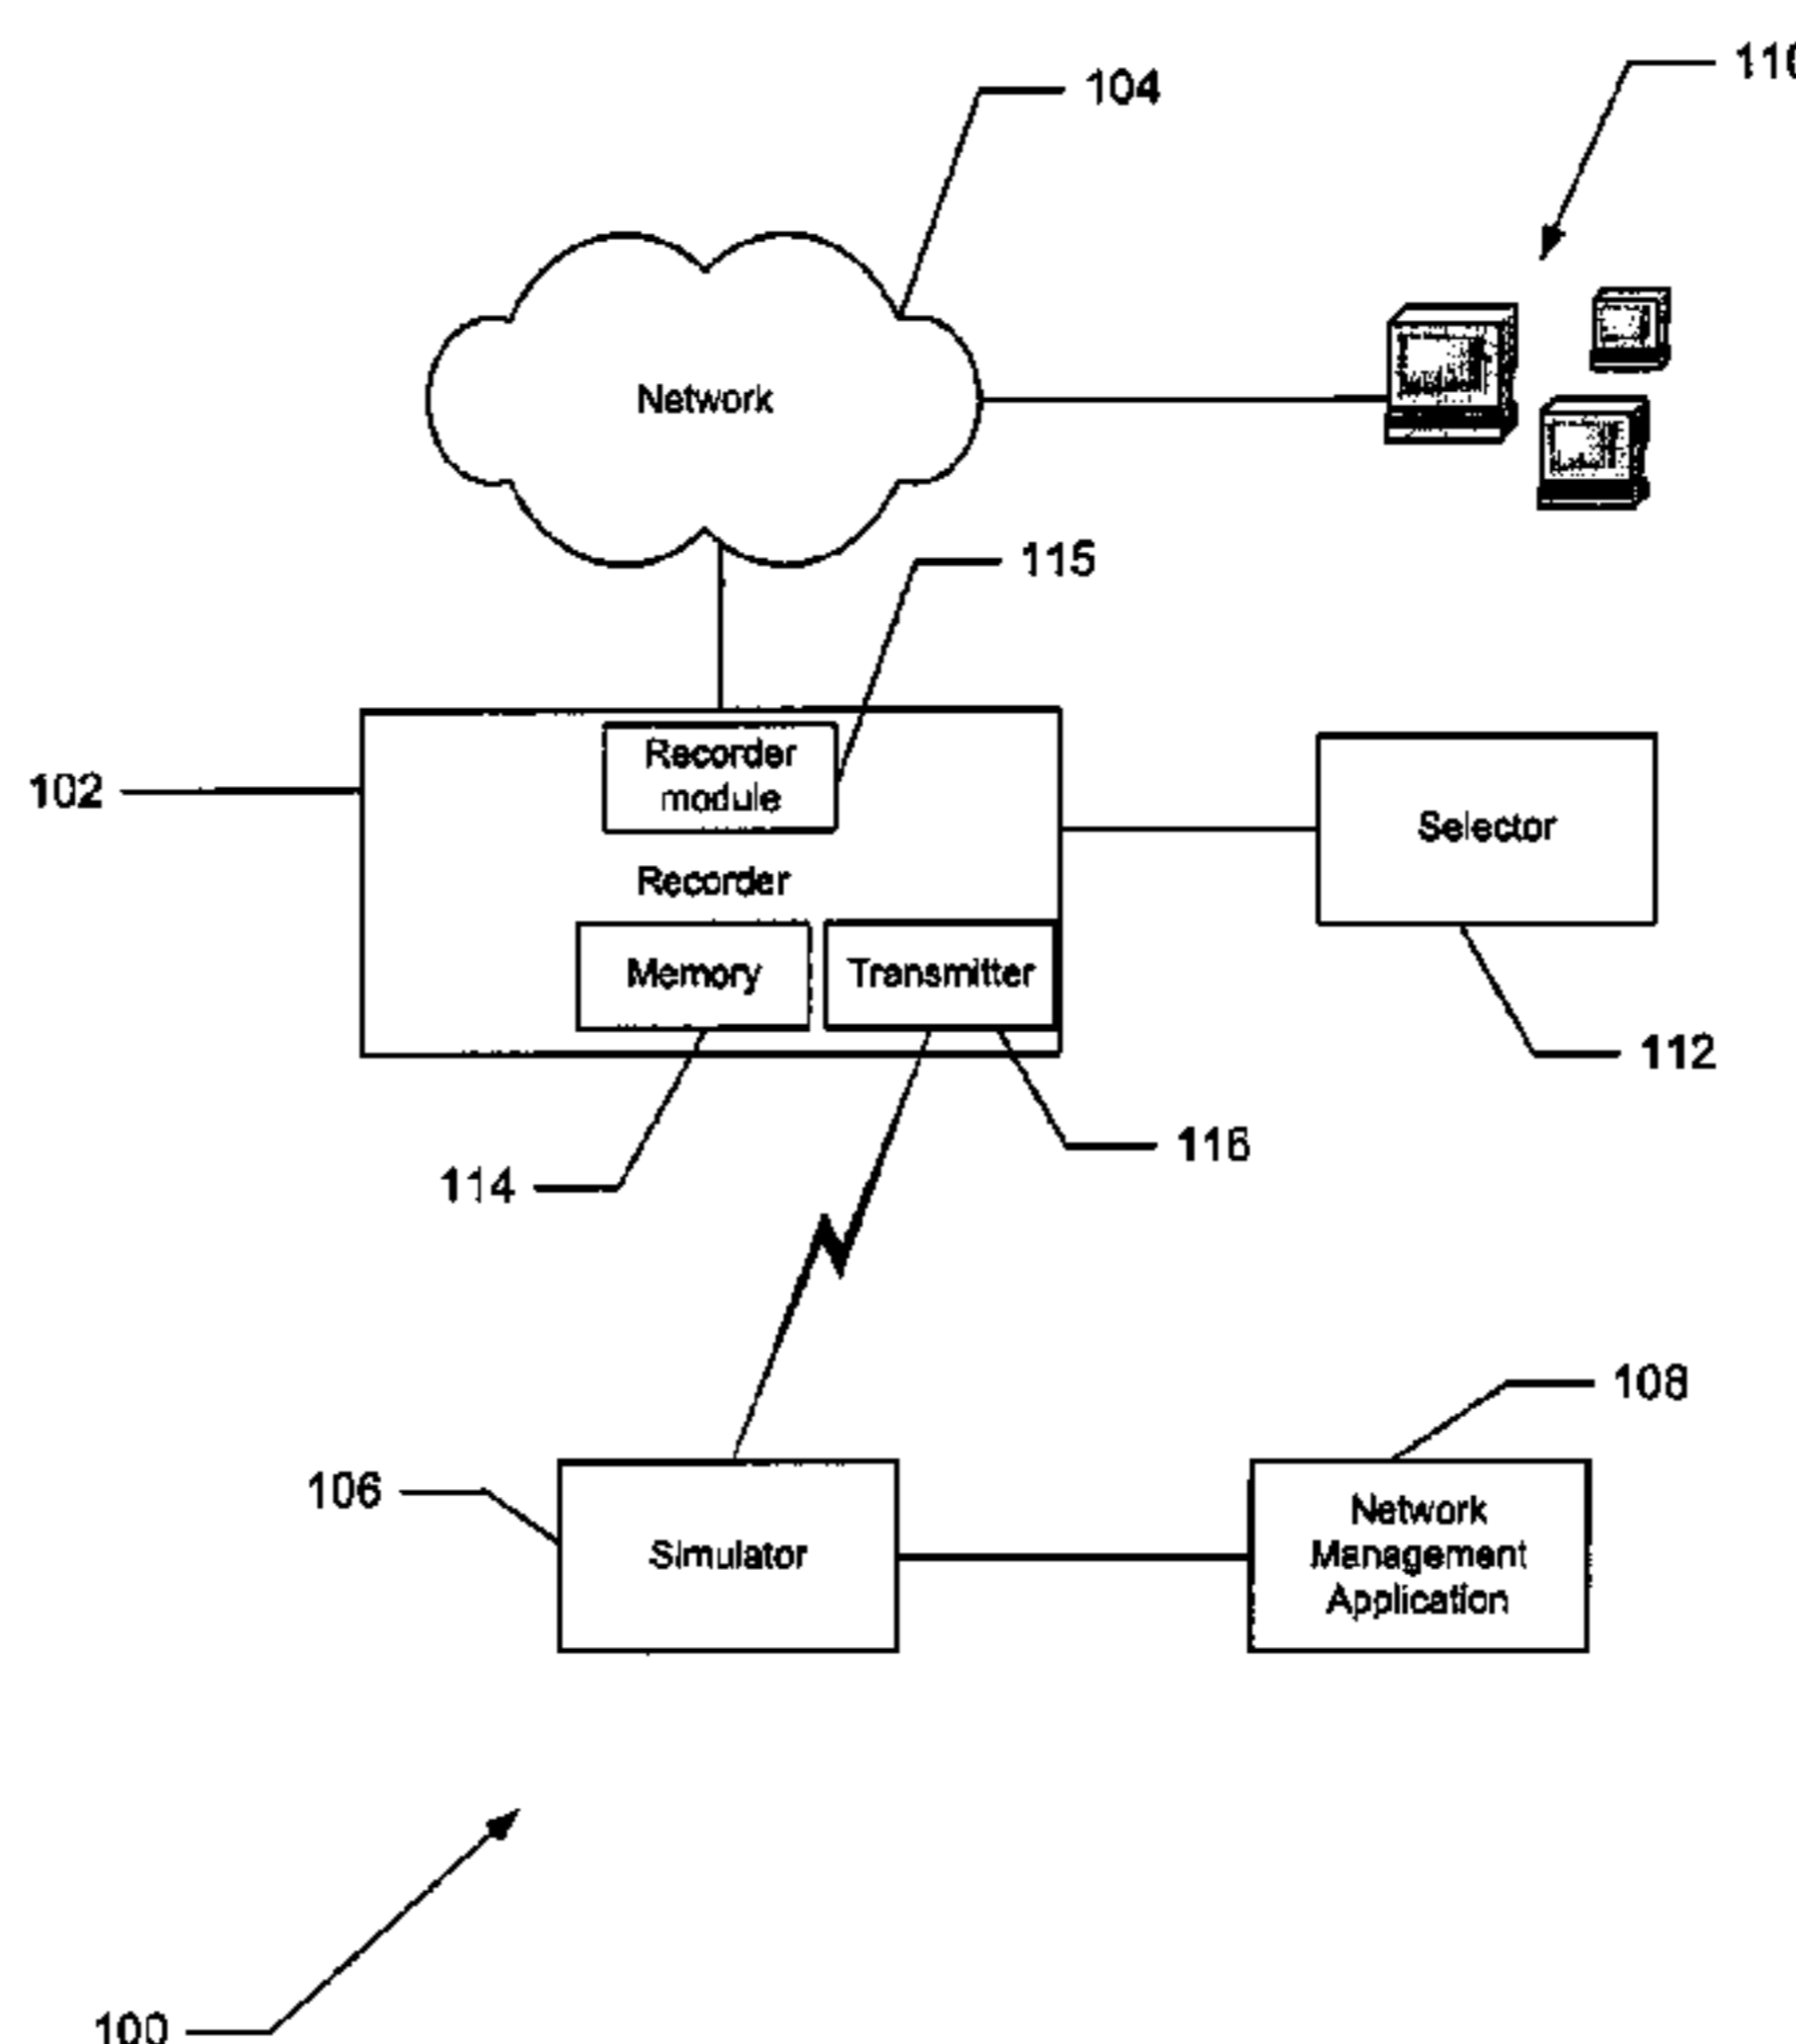 104
110
Network
115
Recorder
module
102
Selector
Recorder
Memory
Transmitter
112
116
114
108
106
Simulator
Network
Management
Application
100